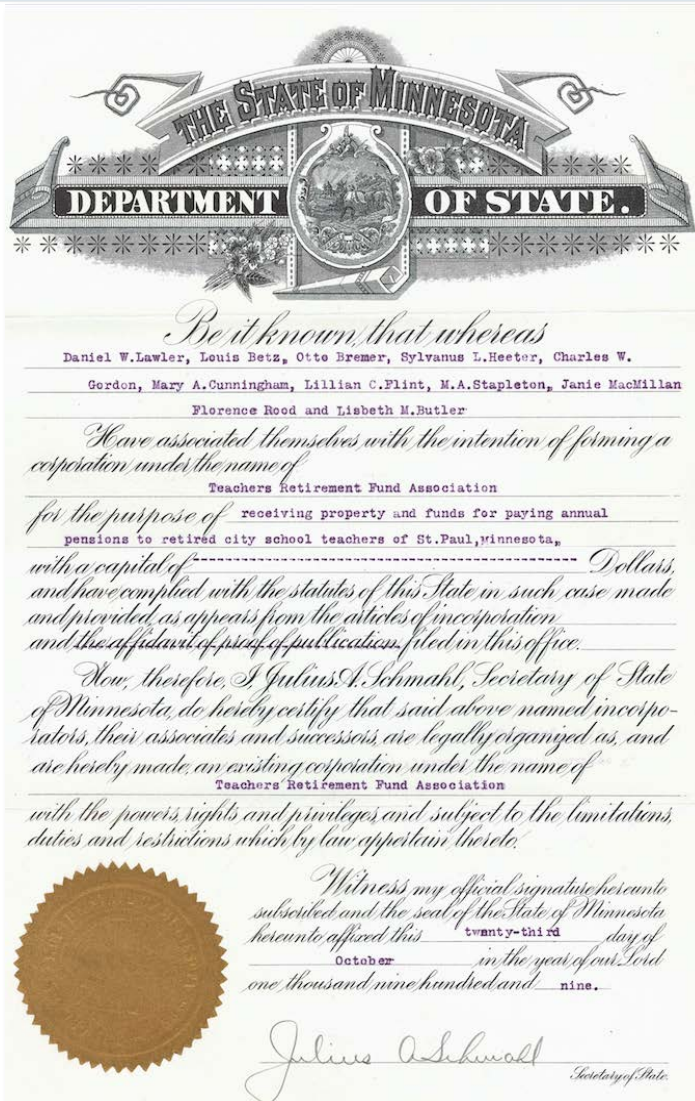 THE STATE OF MINNESOTA
DEPARTMENT OF STATE.
Be it known, that whereas
Daniel W.Lawler, Louis Betz, Otto Bremer, Sylvanus L.Heeter, Charles W.
Gordon, Mary A.Cunningham, Lillian C.Flint, M.A.Stapleton, Janie MacMillan
Florence Rood and Lisbeth M.Butler
Have associated themselves with the intention of forming a
corporation under the name of
Teachers Retirement Fund Association
for the purpose of receiving property and funds for paying annual
pensions to retired city school teachers of St.Paul,Minnesota,
with a capital of ---------------------------------------------- Dollars,
and have complied with the statutes of this State in such case made
and provided, as appears from the articles of incorporation
and the affidavit of proof of publication, filed in this office.
Now, therefore, I, Julius A. Schmahl, Secretary of State
of Minnesota, do hereby certify that said above named incorpo-
rators, their associates and successors, are legally organized as, and
are hereby made, an existing corporation under the name of
Teachers Retirement Fund Association
with the powers, rights and privileges, and subject to the limitations,
duties and restrictions which by law appertain thereto.
Witness my official signature hereunto
subscribed and the seal of the State of Minnesota
hereunto affixed this twenty-third day of
October in the year of our Lord
one thousand nine hundred and nine.
Julius A Schmahl
Secretary of State.